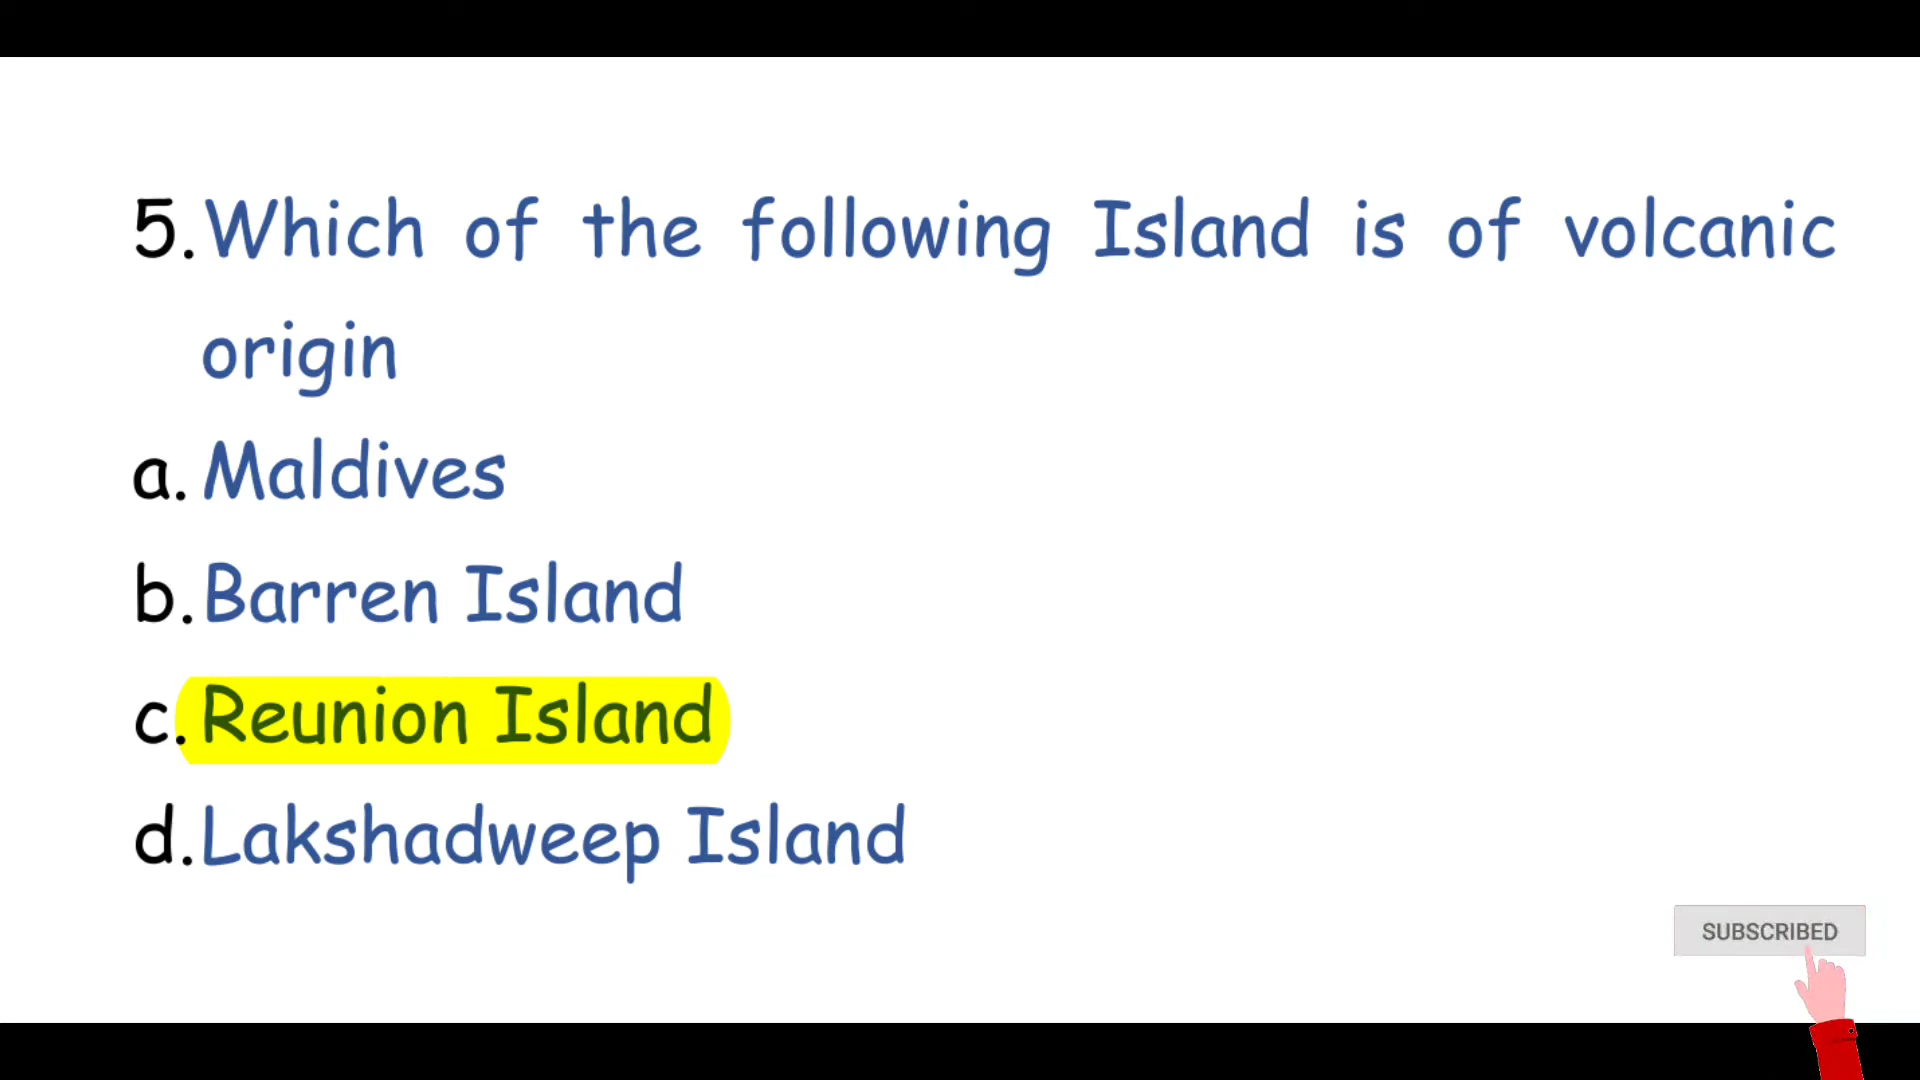 5. Which of the following Island is of volcanic
origin
a. Maldives
b. Barren Island
c. Reunion Island
d. Lakshadweep Island
SUBSCRIBED